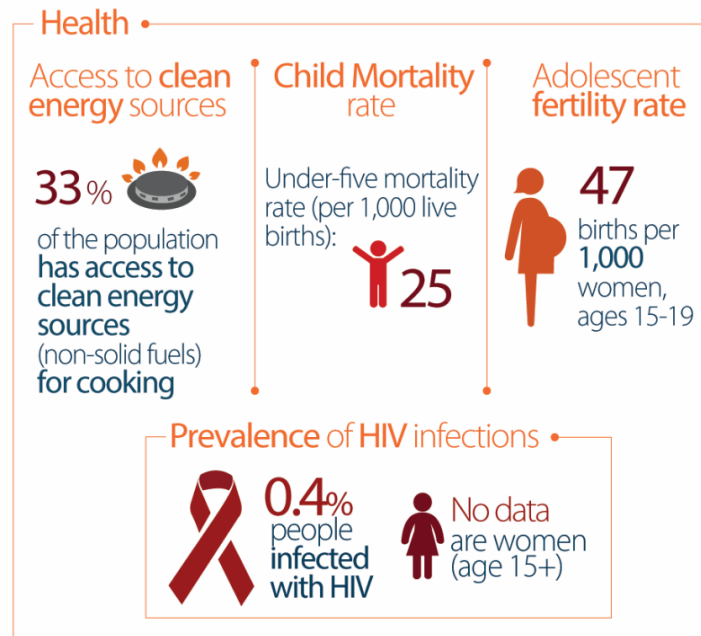 Health
Access to clean
energy sources
33 %
of the population
has access to
clean energy
sources
(non-solid fuels)
for cooking
Child Mortality
rate
Under-five mortality
rate (per 1,000 live
births):
25
Adolescent
fertility rate
47
births per
1,000
women,
ages 15-19
Prevalence of HIV infections
0.4%
people
infected
with HIV
No data
are women
(age 15+)